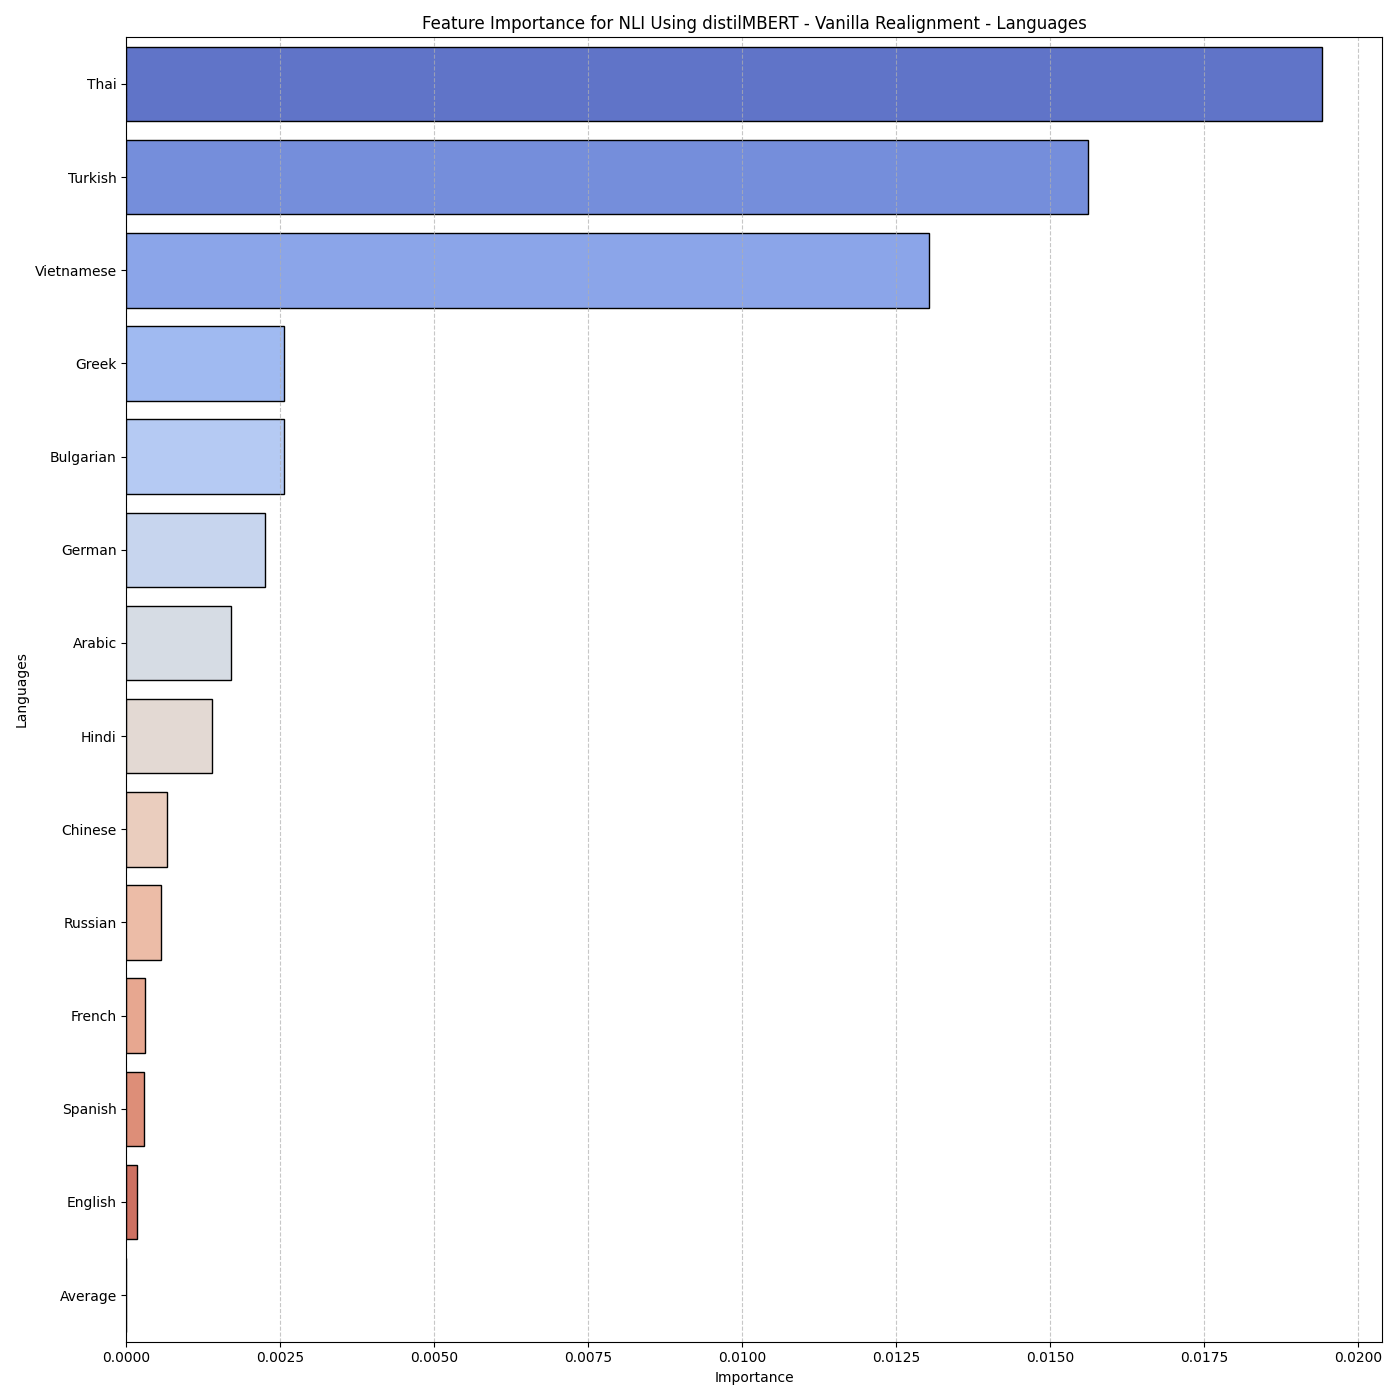 Feature Importance for NLI Using distilMBERT - Vanilla Realignment - Languages
Thai
Turkish
Vietnamese
Greek
Bulgarian
German
Arabic
Hindi
Chinese
Russian
French
Spanish
English
Average
Languages
0.0000 0.0025 0.0050 0.0075 0.0100 0.0125 0.0150 0.0175 0.0200
Importance